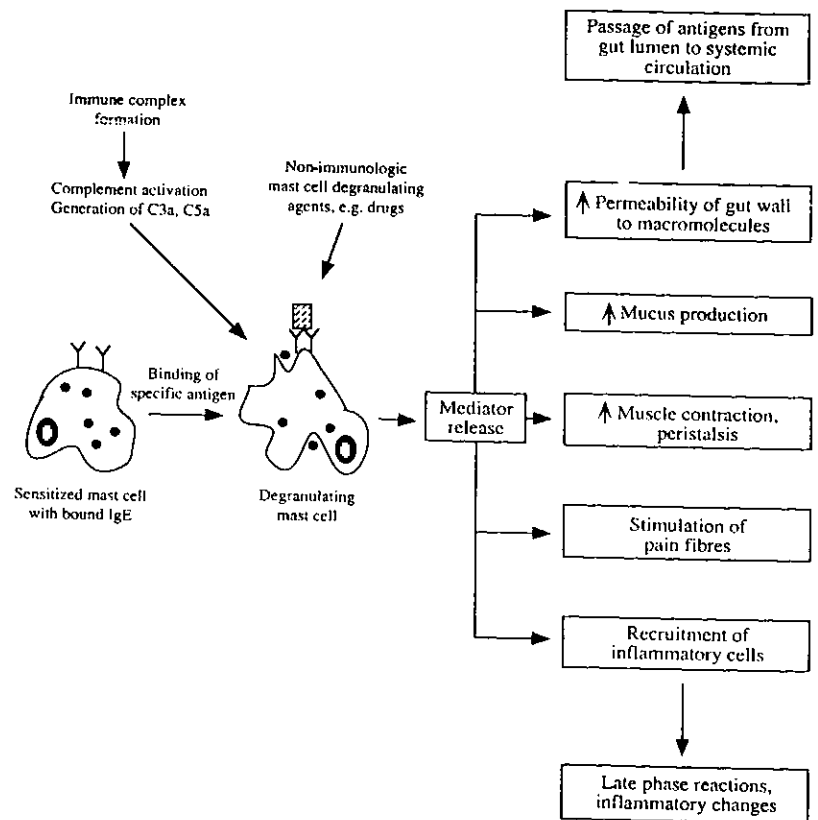 Passage of antigens from
gut lumen to systemic
circulation
Immune complex
formation
Complement activation
Generation of C3a, C5a
Non-immunologic
mast cell degranulating
agents, e.g. drugs
↑ Permeability of gut wall
to macromolecules
↑ Mucus production
Binding of
specific antigen
Mediator
release
↑ Muscle contraction,
peristalsis
Sensitized mast cell
with bound IgE
Degranulating
mast cell
Stimulation of
pain fibres
Recruitment of
inflammatory cells
Late phase reactions,
inflammatory changes